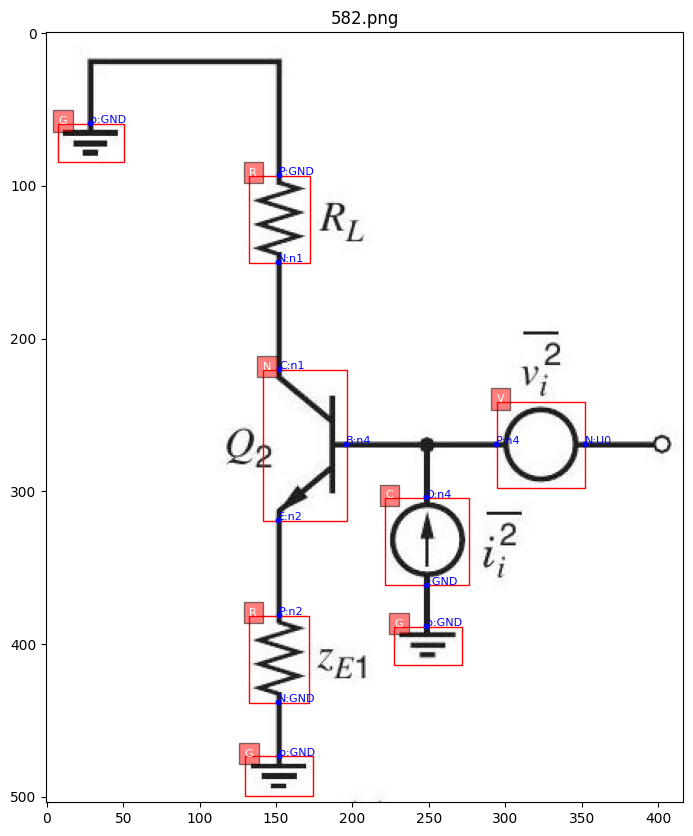 582.png
0
G
o:GND
100
R
P:GND
R_L
N:n1
200
N
C:n1
\overline{v_i^2}
V
Q_2
B:n4
P:n4
N:U0
300
E:n2
C
O:n4
\overline{i_i^2}
:GND
R
P:n2
G
o:GND
400
z_{E1}
N:GND
G
o:GND
500
0 50 100 150 200 250 300 350 400